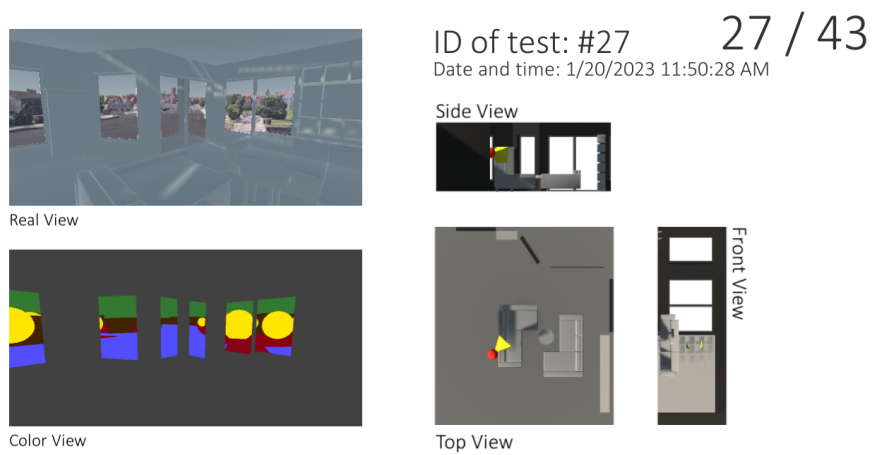 ID of test: #27
27 / 43
Date and time: 1/20/2023 11:50:28 AM
Side View
Real View
Front View
Color View
Top View